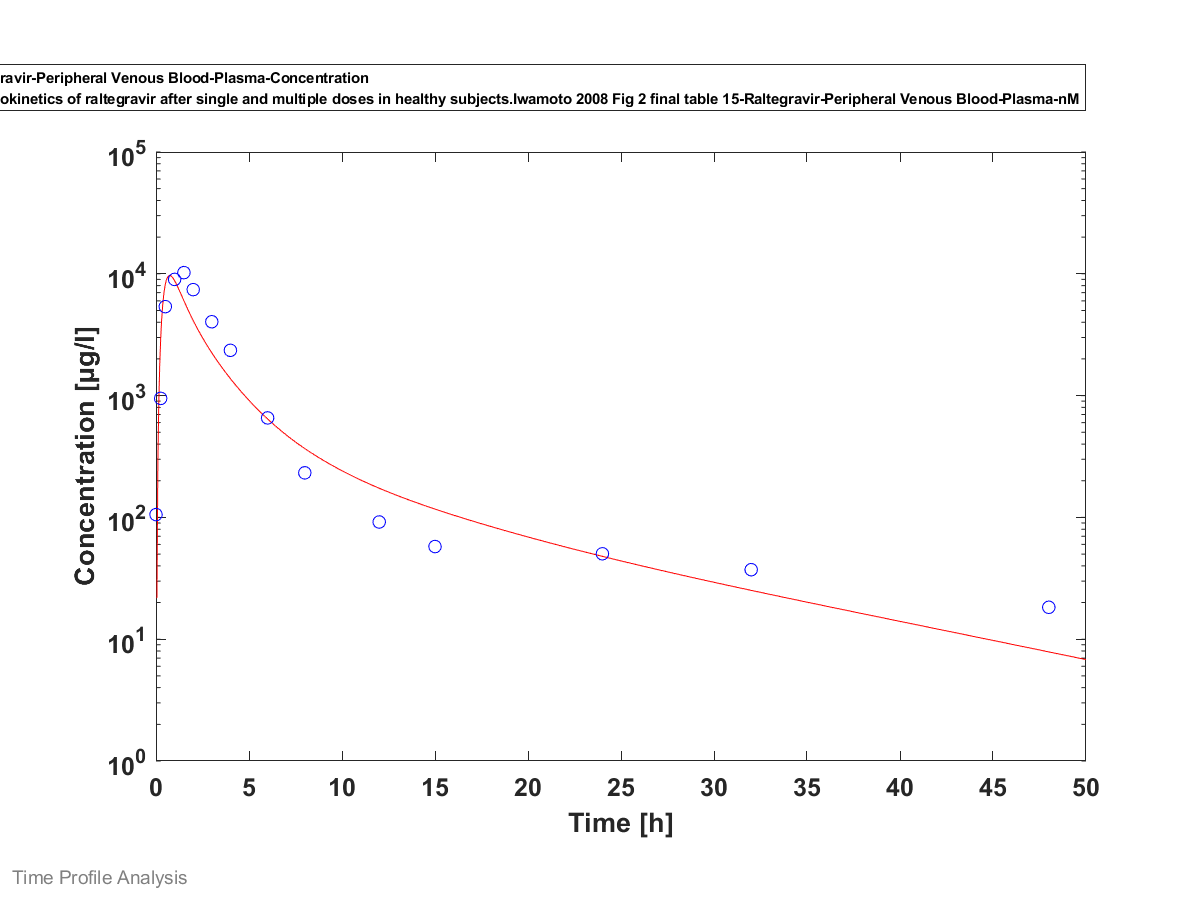 ravir-Peripheral Venous Blood-Plasma-Concentration
okinetics of raltegravir after single and multiple doses in healthy subjects.Iwamoto 2008 Fig 2 final table 15-Raltegravir-Peripheral Venous Blood-Plasma-nM
10^5
10^4
10^3
10^2
10^1
10^0
Concentration [µg/l]
0 5 10 15 20 25 30 35 40 45 50
Time [h]
Time Profile Analysis